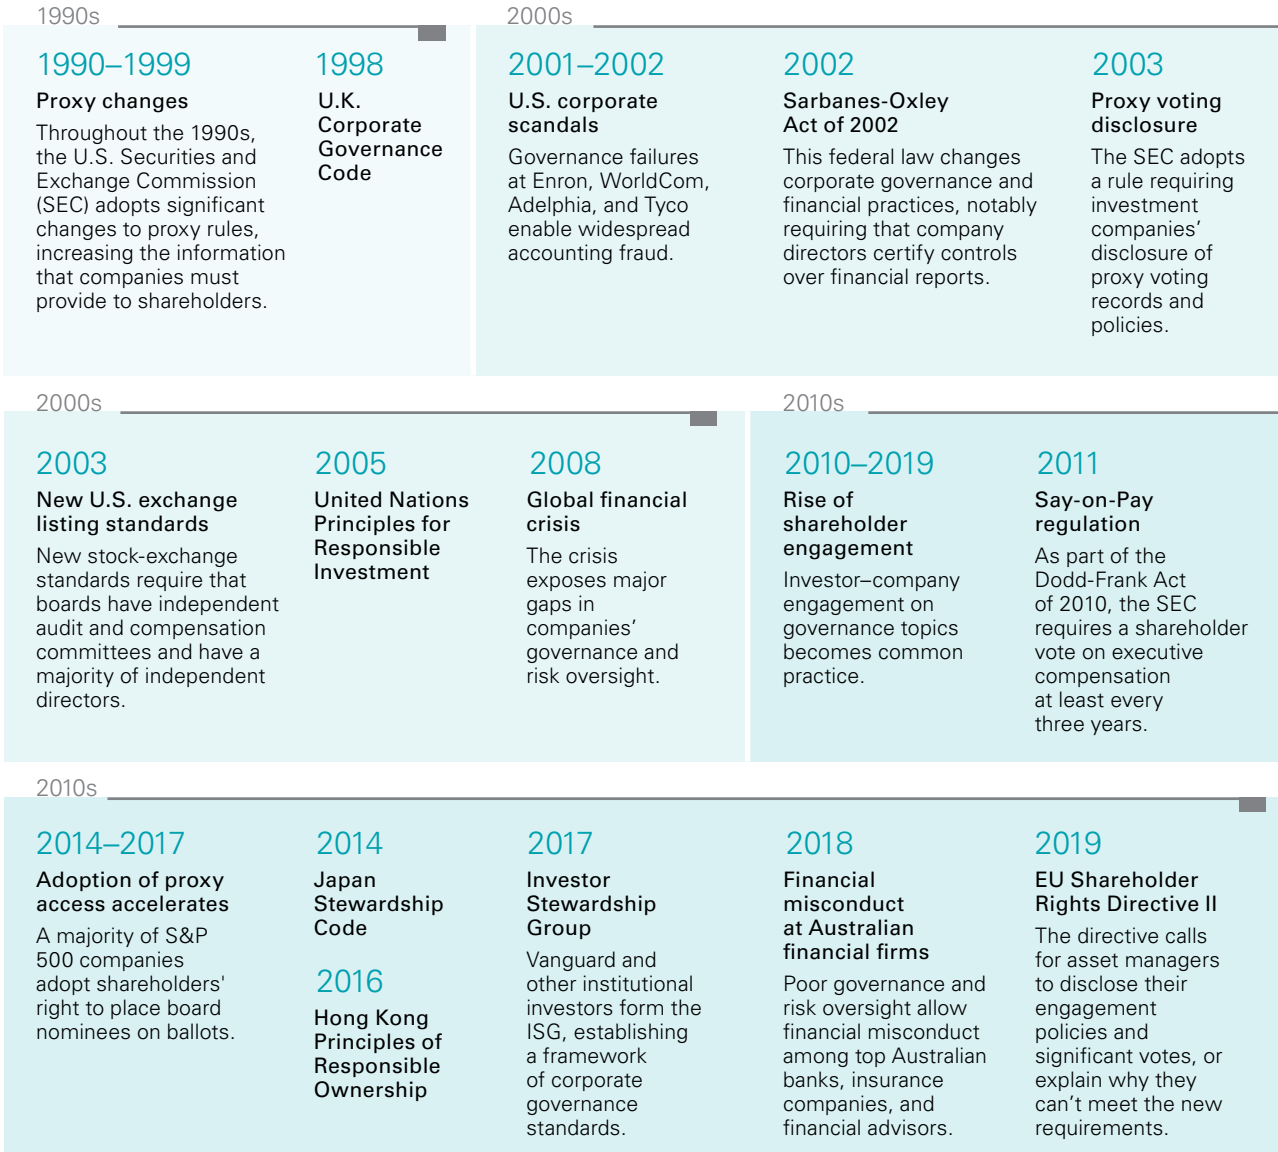 1990s
1990–1999
Proxy changes
Throughout the 1990s,
the U.S. Securities and
Exchange Commission
(SEC) adopts significant
changes to proxy rules,
increasing the information
that companies must
provide to shareholders.
1998
U.K.
Corporate
Governance
Code
2000s
2001–2002
U.S. corporate
scandals
Governance failures
at Enron, WorldCom,
Adelphia, and Tyco
enable widespread
accounting fraud.
2002
Sarbanes-Oxley
Act of 2002
This federal law changes
corporate governance and
financial practices, notably
requiring that company
directors certify controls
over financial reports.
2003
Proxy voting
disclosure
The SEC adopts
a rule requiring
investment
companies’
disclosure of
proxy voting
records and
policies.
2000s
2003
New U.S. exchange
listing standards
New stock-exchange
standards require that
boards have independent
audit and compensation
committees and have a
majority of independent
directors.
2005
United Nations
Principles for
Responsible
Investment
2008
Global financial
crisis
The crisis
exposes major
gaps in
companies’
governance and
risk oversight.
2010s
2010–2019
Rise of
shareholder
engagement
Investor–company
engagement on
governance topics
becomes common
practice.
2011
Say-on-Pay
regulation
As part of the
Dodd-Frank Act
of 2010, the SEC
requires a shareholder
vote on executive
compensation
at least every
three years.
2010s
2014–2017
Adoption of proxy
access accelerates
A majority of S&P
500 companies
adopt shareholders'
right to place board
nominees on ballots.
2014
Japan
Stewardship
Code
2016
Hong Kong
Principles of
Responsible
Ownership
2017
Investor
Stewardship
Group
Vanguard and
other institutional
investors form the
ISG, establishing
a framework
of corporate
governance
standards.
2018
Financial
misconduct
at Australian
financial firms
Poor governance and
risk oversight allow
financial misconduct
among top Australian
banks, insurance
companies, and
financial advisors.
2019
EU Shareholder
Rights Directive II
The directive calls
for asset managers
to disclose their
engagement
policies and
significant votes, or
explain why they
can’t meet the new
requirements.